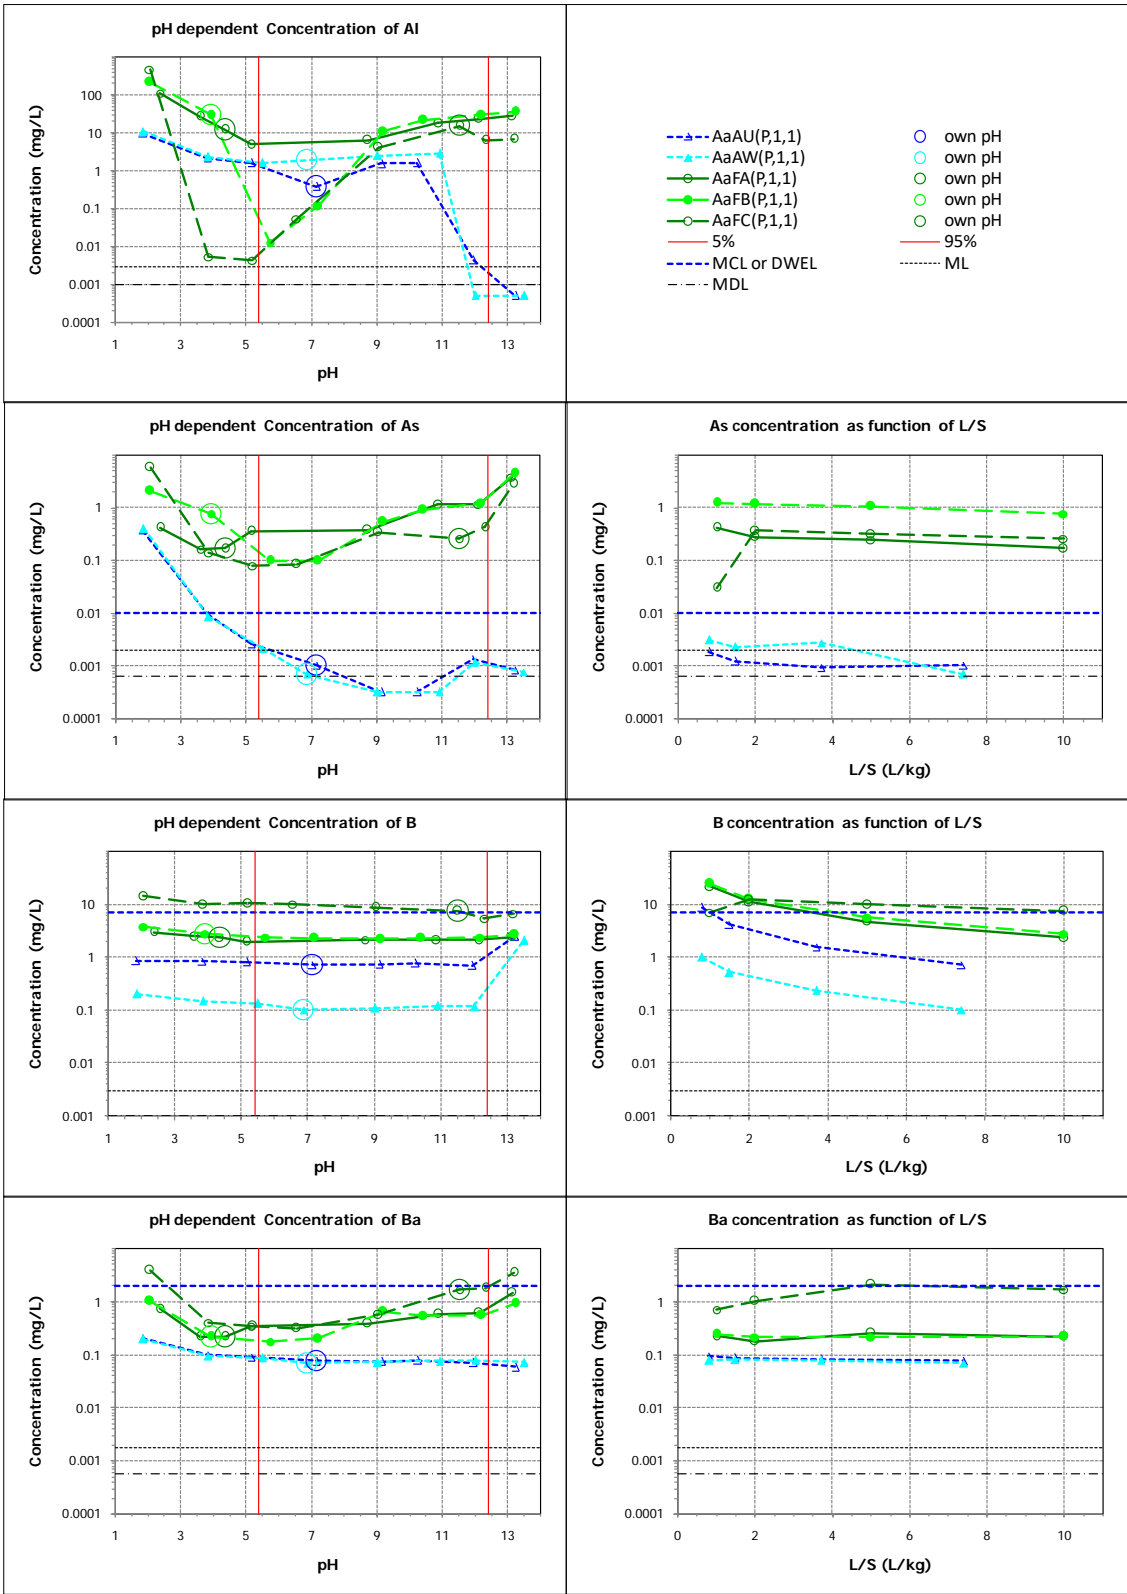 pH dependent Concentration of Al
Concentration (mg/L)
100
10
1
0.1
0.01
0.001
0.0001
1 3 5 7 9 11 13
pH
AaAU(P,1,1) own pH
AaAW(P,1,1) own pH
AaFA(P,1,1) own pH
AaFB(P,1,1) own pH
AaFC(P,1,1) own pH
5% 95%
MCL or DWEL ML
MDL
pH dependent Concentration of As
Concentration (mg/L)
1
0.1
0.01
0.001
0.0001
1 3 5 7 9 11 13
pH
As concentration as function of L/S
Concentration (mg/L)
1
0.1
0.01
0.001
0.0001
0 2 4 6 8 10
L/S (L/kg)
pH dependent Concentration of B
Concentration (mg/L)
10
1
0.1
0.01
0.001
1 3 5 7 9 11 13
pH
B concentration as function of L/S
Concentration (mg/L)
10
1
0.1
0.01
0.001
0 2 4 6 8 10
L/S (L/kg)
pH dependent Concentration of Ba
Concentration (mg/L)
1
0.1
0.01
0.001
0.0001
1 3 5 7 9 11 13
pH
Ba concentration as function of L/S
Concentration (mg/L)
1
0.1
0.01
0.001
0.0001
0 2 4 6 8 10
L/S (L/kg)